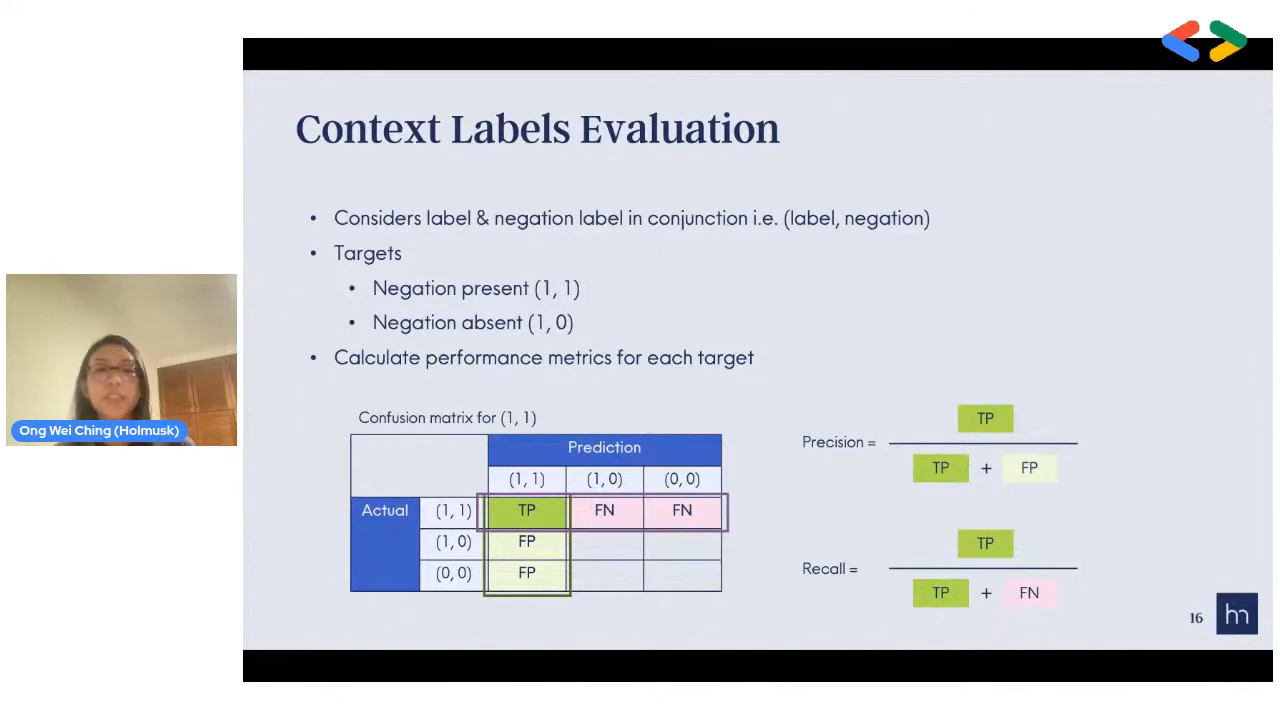 Context Labels Evaluation
• Considers label & negation label in conjunction i.e. (label, negation)
• Targets
• Negation present (1, 1)
• Negation absent (1, 0)
• Calculate performance metrics for each target
Confusion matrix for (1, 1)
Prediction
(1, 1) (1, 0) (0, 0)
Actual (1, 1) TP FN FN
(1, 0) FP
(0, 0) FP
Precision =
TP
TP + FP
Recall =
TP
TP + FN
Ong Wei Ching (Holmusk)
16
hm